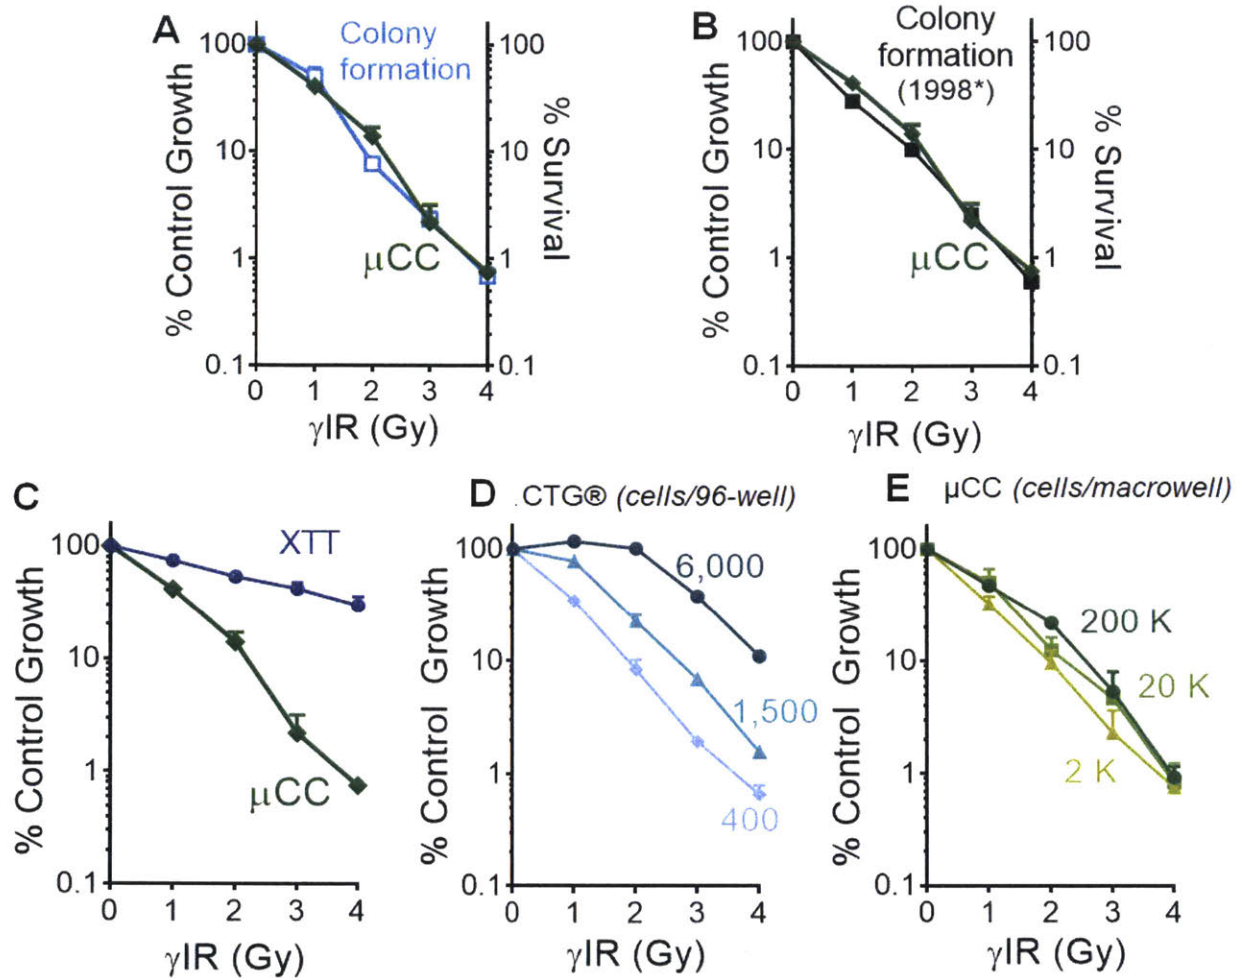 A
Colony
formation
100
10
1
0.1
% Control Growth
100
10
1
0.1
% Survival
μCC
0 1 2 3 4
γIR (Gy)
B
Colony
formation
(1998*)
100
10
1
0.1
% Control Growth
100
10
1
0.1
% Survival
μCC
0 1 2 3 4
γIR (Gy)
C
XTT
100
10
1
0.1
% Control Growth
μCC
0 1 2 3 4
γIR (Gy)
D CTG® (cells/96-well)
100
10
1
0.1
% Control Growth
6,000
1,500
400
0 1 2 3 4
γIR (Gy)
E μCC (cells/macrowell)
100
10
1
0.1
% Control Growth
200 K
20 K
2 K
0 1 2 3 4
γIR (Gy)